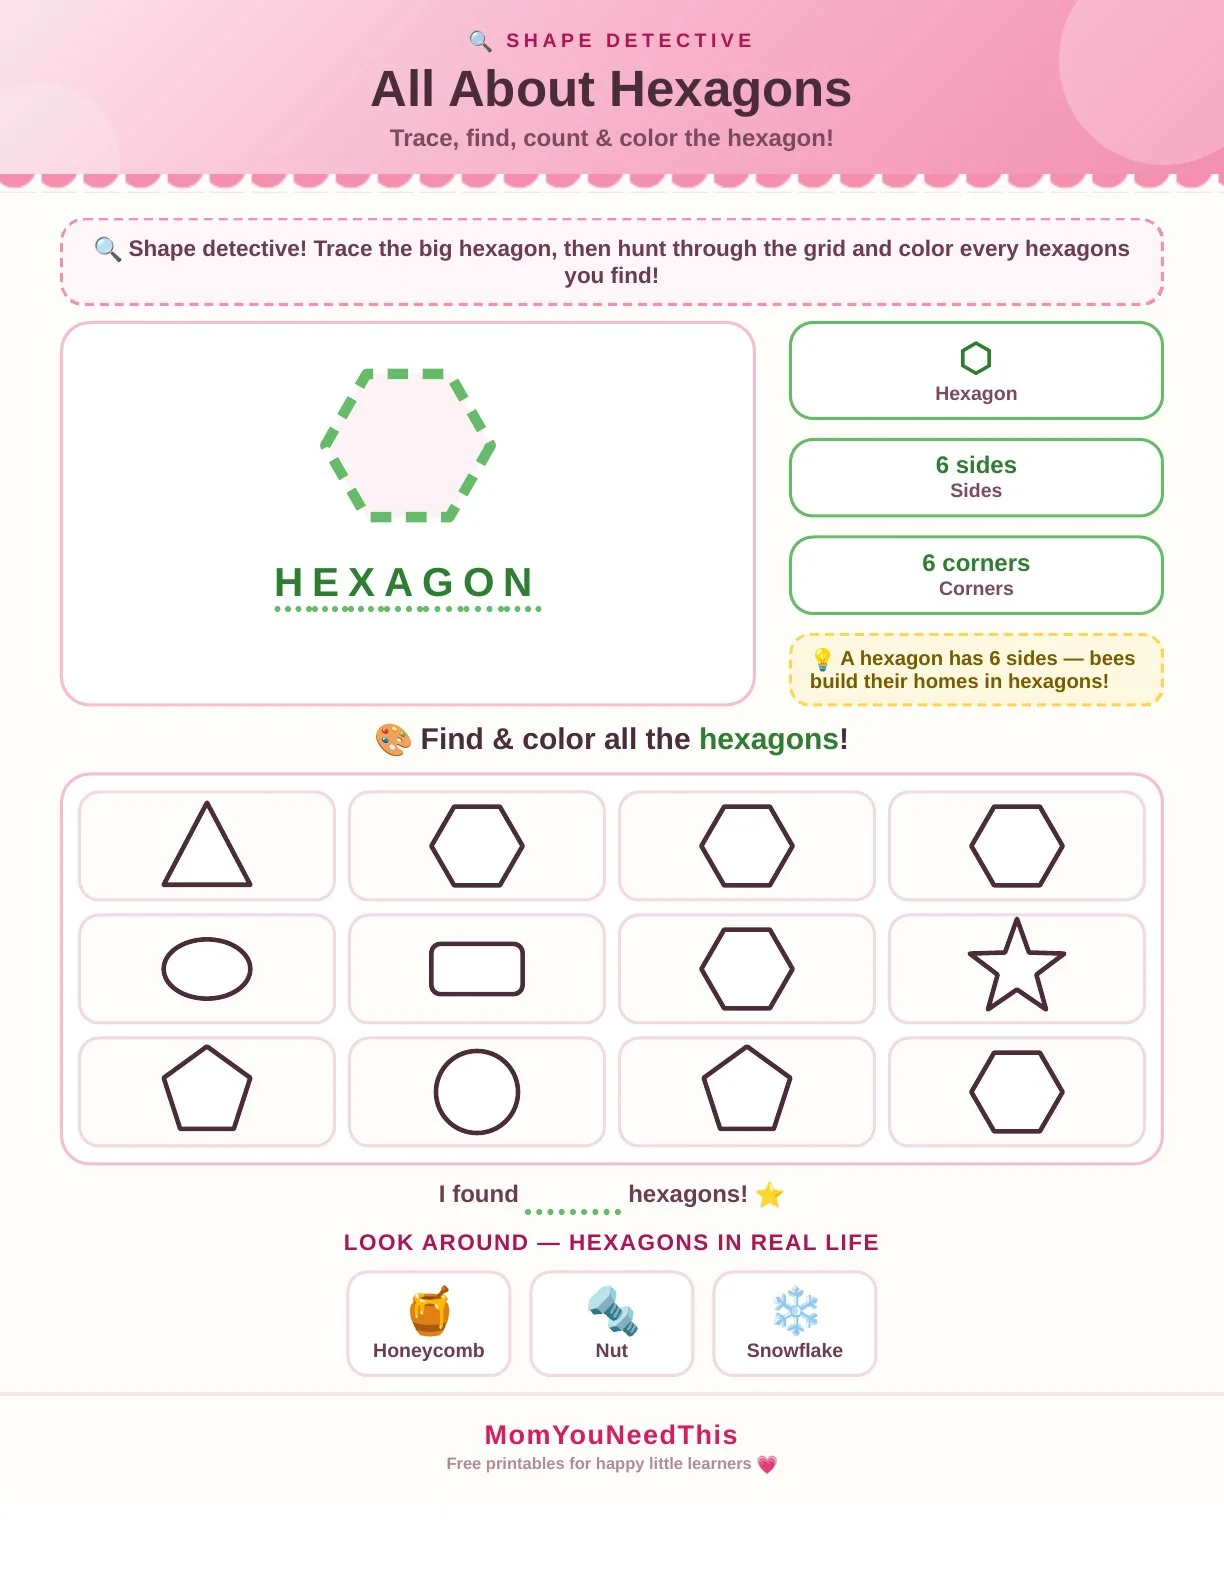 🔍 SHAPE DETECTIVE
All About Hexagons
Trace, find, count & color the hexagon!
🔍 Shape detective! Trace the big hexagon, then hunt through the grid and color every hexagons
you find!
HEXAGON
Hexagon
6 sides
Sides
6 corners
Corners
💡 A hexagon has 6 sides — bees
build their homes in hexagons!
🎨 Find & color all the hexagons!
I found ......... hexagons! ⭐
LOOK AROUND — HEXAGONS IN REAL LIFE
Honeycomb
Nut
Snowflake
MomYouNeedThis
Free printables for happy little learners 💗